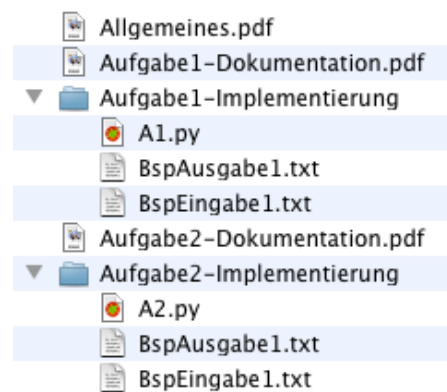 Allgemeines.pdf
Aufgabe1-Dokumentation.pdf
Aufgabe1-Implementierung
A1.py
BspAusgabe1.txt
BspEingabe1.txt
Aufgabe2-Dokumentation.pdf
Aufgabe2-Implementierung
A2.py
BspAusgabe1.txt
BspEingabe1.txt